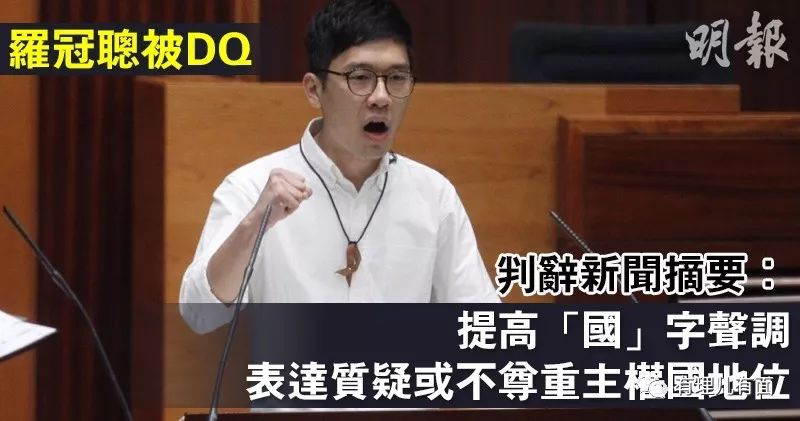 羅冠聰被DQ
明報
判辭新聞摘要：
提高「國」字聲調
表達質疑或不尊重主權國地位